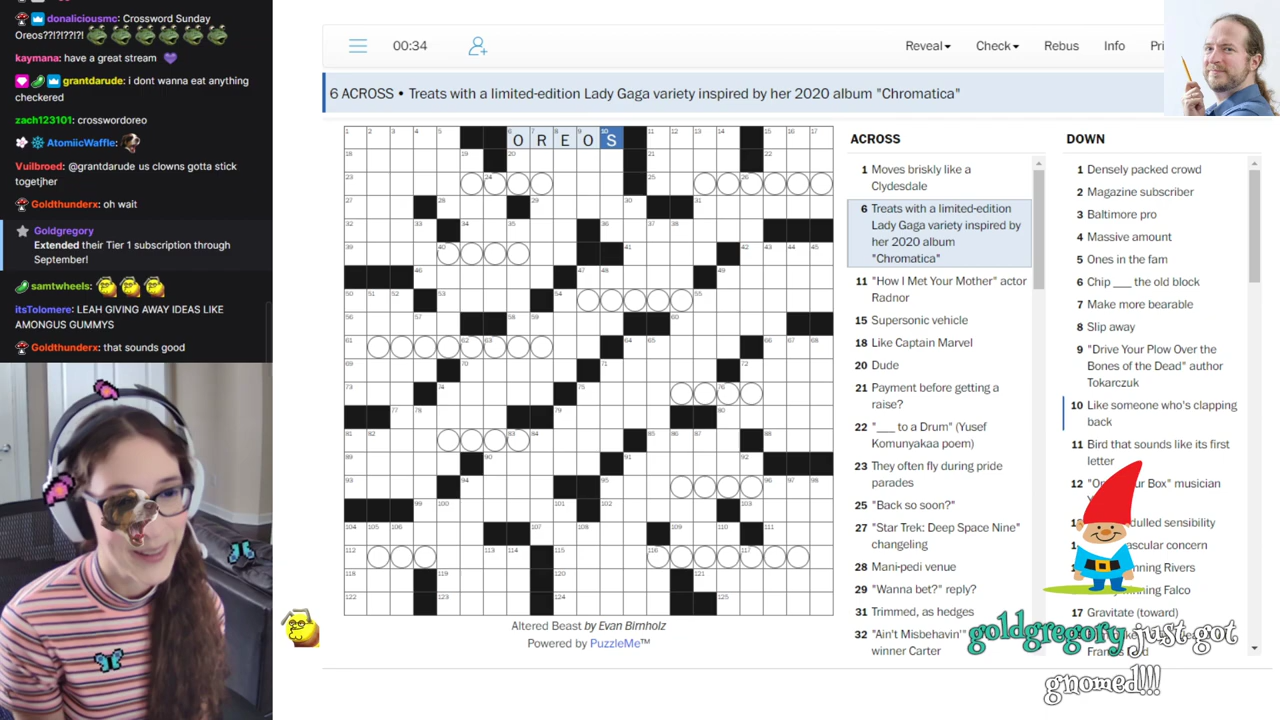 donaliciousmc: Crossword Sunday
Oreos??!?!??!?!
kaymana: have a great stream
grantdarude: i dont wanna eat anything
checkered
zach123101: crosswordoreo
AtomiicWaffle:
Vuilbroed: @grantdarude us clowns gotta stick
togetjher
Goldthunderx: oh wait
Goldgregory
Extended their Tier 1 subscription through
September!
samtwheels:
itsTolomere: LEAH GIVING AWAY IDEAS LIKE
AMONGUS GUMMYS
Goldthunderx: that sounds good
00:34
Reveal
Check
Rebus
Info
Pri
6 ACROSS • Treats with a limited-edition Lady Gaga variety inspired by her 2020 album "Chromatica"
O R E O S
Altered Beast by Evan Birnholz
Powered by PuzzleMe™
ACROSS
1 Moves briskly like a
Clydesdale
6 Treats with a limited-edition
Lady Gaga variety inspired by
her 2020 album
"Chromatica"
11 "How I Met Your Mother" actor
Radnor
15 Supersonic vehicle
18 Like Captain Marvel
20 Dude
21 Payment before getting a
raise?
22 "___ to a Drum" (Yusef
Komunyakaa poem)
23 They often fly during pride
parades
25 "Back so soon?"
27 "Star Trek: Deep Space Nine"
changeling
28 Mani-pedi venue
29 "Wanna bet?" reply?
31 Trimmed, as hedges
32 "Ain't Misbehavin'"
winner Carter
DOWN
1 Densely packed crowd
2 Magazine subscriber
3 Baltimore pro
4 Massive amount
5 Ones in the fam
6 Chip ___ the old block
7 Make more bearable
8 Slip away
9 "Drive Your Plow Over the
Bones of the Dead" author
Tokarczuk
10 Like someone who's clapping
back
11 Bird that sounds like its first
letter
12 musician
sensibility
concern
Rivers
Falco
17 Gravitate (toward)
goldgregory just got
gnomed!!!